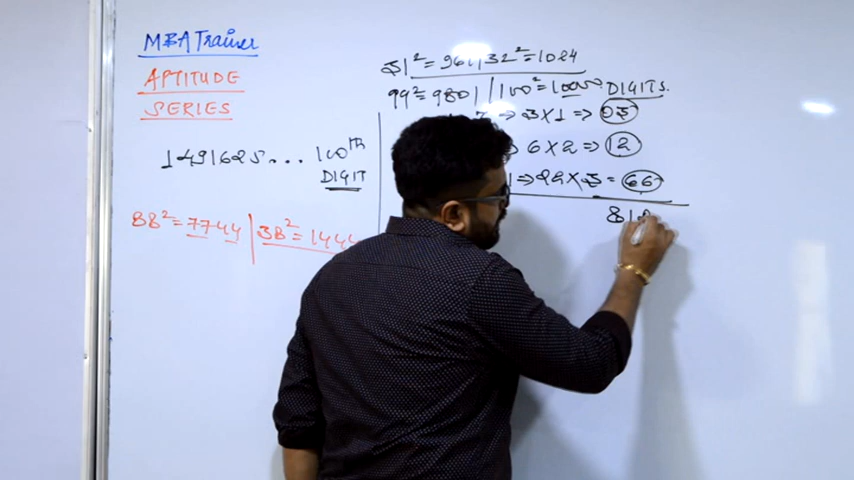 MBA Trainer
APTITUDE
SERIES
1491625... 100th
DIGIT
88²=7744 | 38²=1444
31²=961, 32²=1024
99²=9801 | 100²=10000 DIGITS.
⇒ 3X1 ⇒ 03
6X2 ⇒ 12
⇒ 22X3 = 66
81